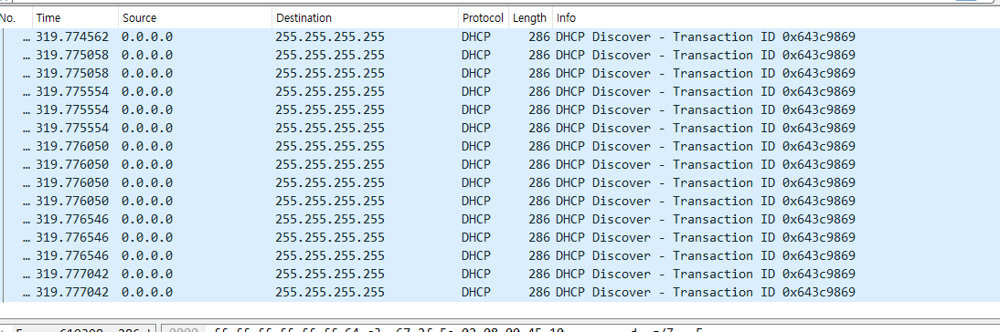 No. Time Source Destination Protocol Length Info
... 319.774562 0.0.0.0 255.255.255.255 DHCP 286 DHCP Discover - Transaction ID 0x643c9869
... 319.775058 0.0.0.0 255.255.255.255 DHCP 286 DHCP Discover - Transaction ID 0x643c9869
... 319.775058 0.0.0.0 255.255.255.255 DHCP 286 DHCP Discover - Transaction ID 0x643c9869
... 319.775554 0.0.0.0 255.255.255.255 DHCP 286 DHCP Discover - Transaction ID 0x643c9869
... 319.775554 0.0.0.0 255.255.255.255 DHCP 286 DHCP Discover - Transaction ID 0x643c9869
... 319.775554 0.0.0.0 255.255.255.255 DHCP 286 DHCP Discover - Transaction ID 0x643c9869
... 319.776050 0.0.0.0 255.255.255.255 DHCP 286 DHCP Discover - Transaction ID 0x643c9869
... 319.776050 0.0.0.0 255.255.255.255 DHCP 286 DHCP Discover - Transaction ID 0x643c9869
... 319.776050 0.0.0.0 255.255.255.255 DHCP 286 DHCP Discover - Transaction ID 0x643c9869
... 319.776050 0.0.0.0 255.255.255.255 DHCP 286 DHCP Discover - Transaction ID 0x643c9869
... 319.776546 0.0.0.0 255.255.255.255 DHCP 286 DHCP Discover - Transaction ID 0x643c9869
... 319.776546 0.0.0.0 255.255.255.255 DHCP 286 DHCP Discover - Transaction ID 0x643c9869
... 319.776546 0.0.0.0 255.255.255.255 DHCP 286 DHCP Discover - Transaction ID 0x643c9869
... 319.777042 0.0.0.0 255.255.255.255 DHCP 286 DHCP Discover - Transaction ID 0x643c9869
... 319.777042 0.0.0.0 255.255.255.255 DHCP 286 DHCP Discover - Transaction ID 0x643c9869